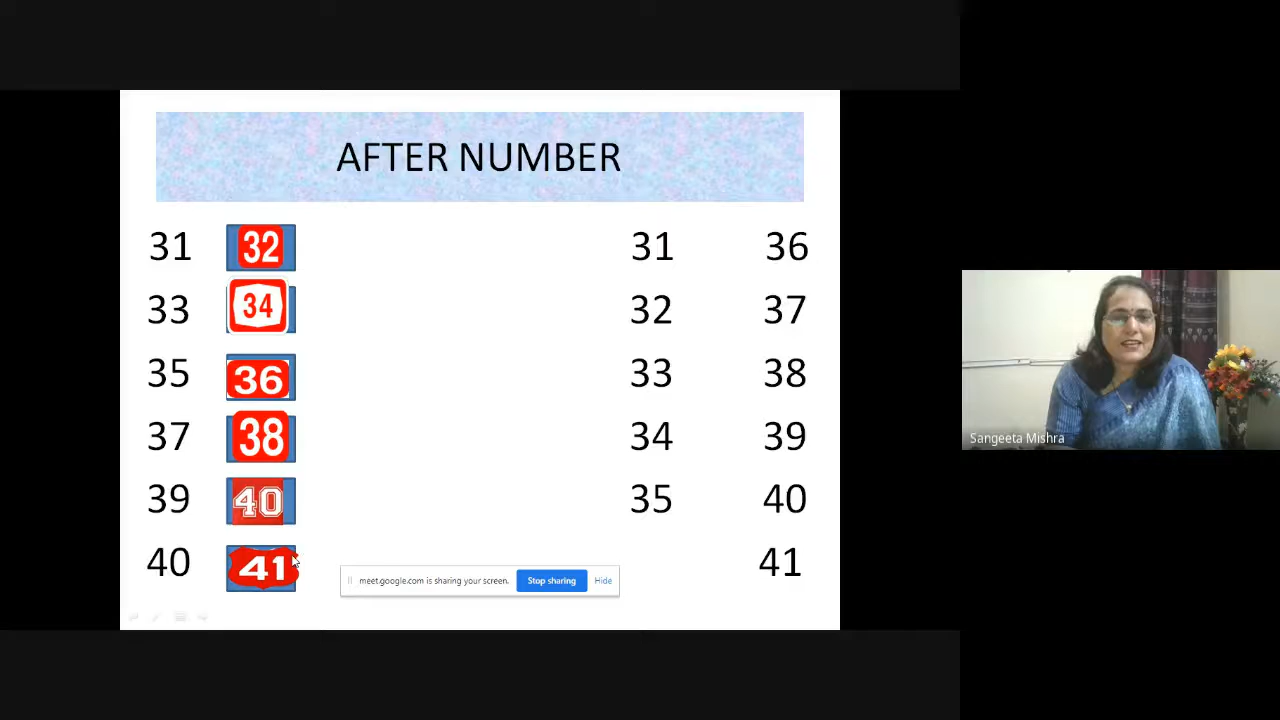 AFTER NUMBER
31 32 31 36
33 34 32 37
35 36 33 38
37 38 34 39
39 40 35 40
40 41 41
meet.google.com is sharing your screen. Stop sharing Hide
Sangeeta Mishra